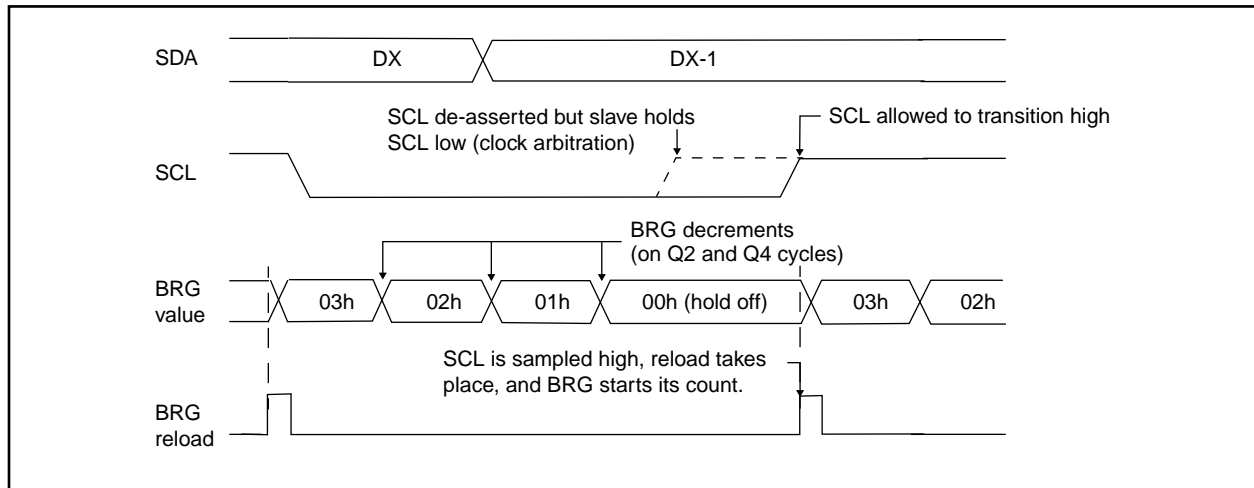 SDA
DX
DX-1
SCL de-asserted but slave holds
SCL low (clock arbitration)
SCL allowed to transition high
SCL
BRG decrements
(on Q2 and Q4 cycles)
BRG
value
03h
02h
01h
00h (hold off)
03h
02h
SCL is sampled high, reload takes
place, and BRG starts its count.
BRG
reload